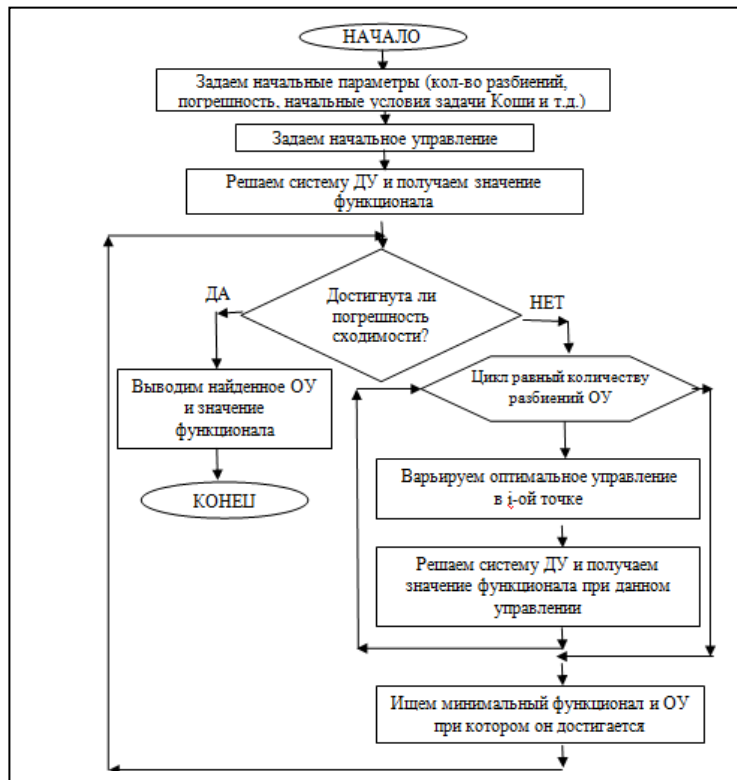 НАЧАЛО
Задаем начальные параметры (кол-во разбиений,
погрешность, начальные условия задачи Коши и т.д.)
Задаем начальное управление
Решаем систему ДУ и получаем значение
функционала
Достигнута ли
погрешность
сходимости?
ДА
НЕТ
Выводим найденное ОУ
и значение
функционала
КОНЕЦ
Цикл равный количеству
разбиений ОУ
Варьируем оптимальное управление
в i-ой точке
Решаем систему ДУ и получаем
значение функционала при данном
управлении
Ищем минимальный функционал и ОУ
при котором он достигается